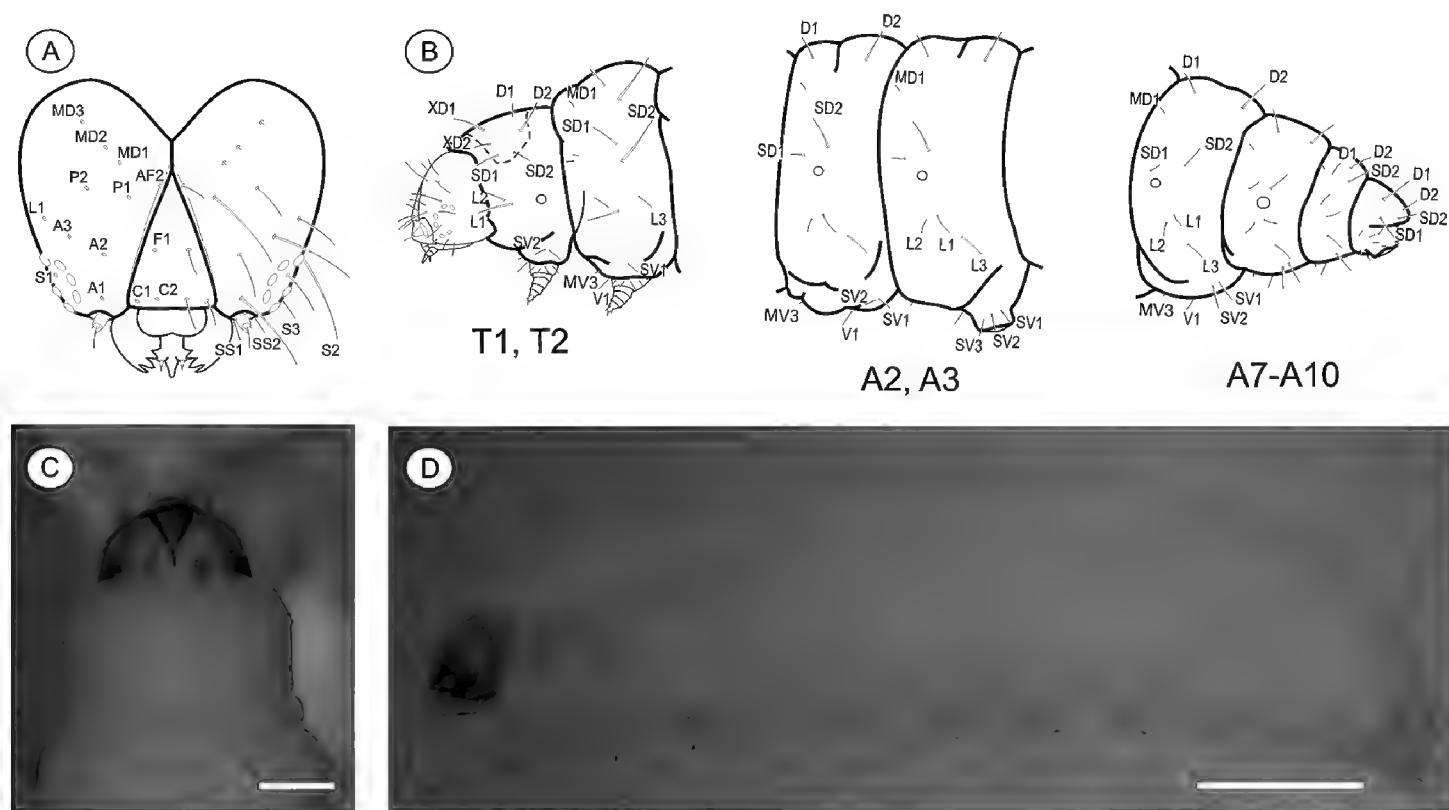 A
MD3
MD2
MD1
P2
P1
AF2
L1
A3
A2
F1
S1
A1
C1
C2
SS1
SS2
S3
S2
B
XD1
D1
D2
MD1
XD2
SD1
SD2
SD1
SD2
L2
L1
L3
SV2
MV3
V1
SV1
T1, T2
D1
D2
MD1
SD2
SD1
L2
L1
L3
SV2
MV3
V1
SV1
SV3
SV2
SV1
A2, A3
D1
D2
MD1
SD1
SD2
D1
D2
SD2
D1
D2
SD2
SD1
L1
L2
L3
SV1
V1
SV2
A7-A10
C
D